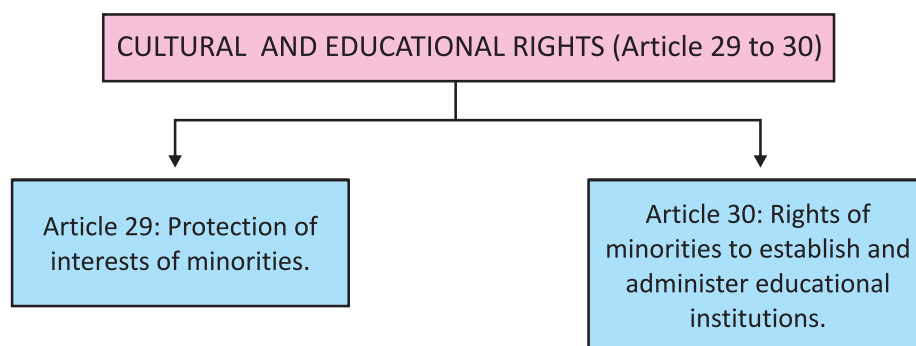 CULTURAL AND EDUCATIONAL RIGHTS (Article 29 to 30)
Article 29: Protection of
interests of minorities.
Article 30: Rights of
minorities to establish and
administer educational
institutions.